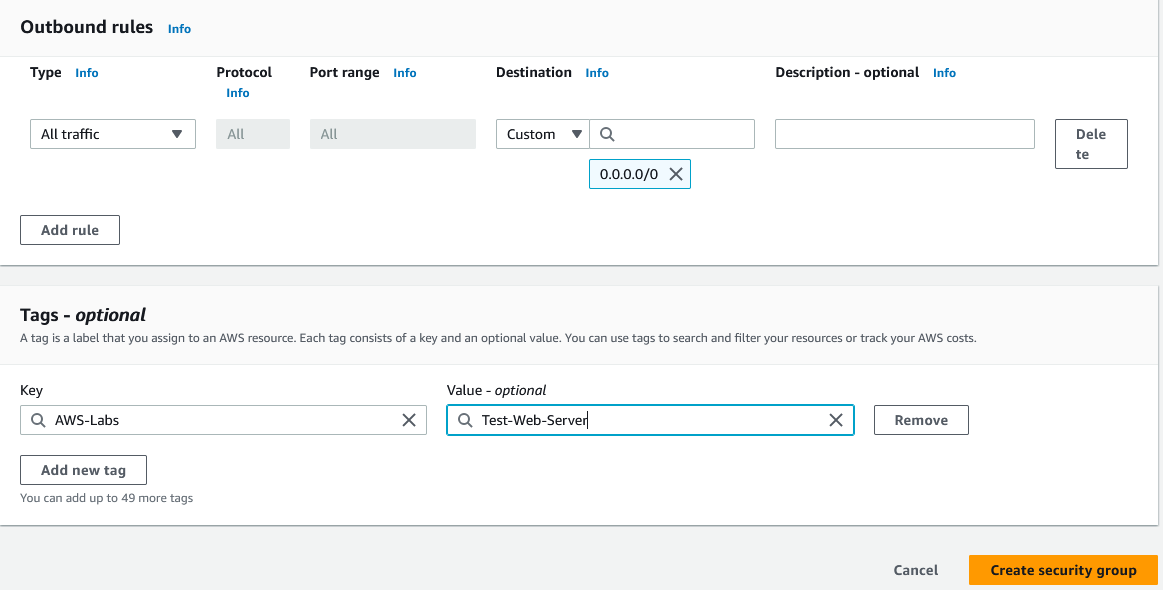 Outbound rules Info
Type Info Protocol Info Port range Info Destination Info Description - optional Info
All traffic All All Custom Delete
0.0.0.0/0
Add rule
Tags - optional
A tag is a label that you assign to an AWS resource. Each tag consists of a key and an optional value. You can use tags to search and filter your resources or track your AWS costs.
Key Value - optional
AWS-Labs Test-Web-Server Remove
Add new tag
You can add up to 49 more tags
Cancel Create security group